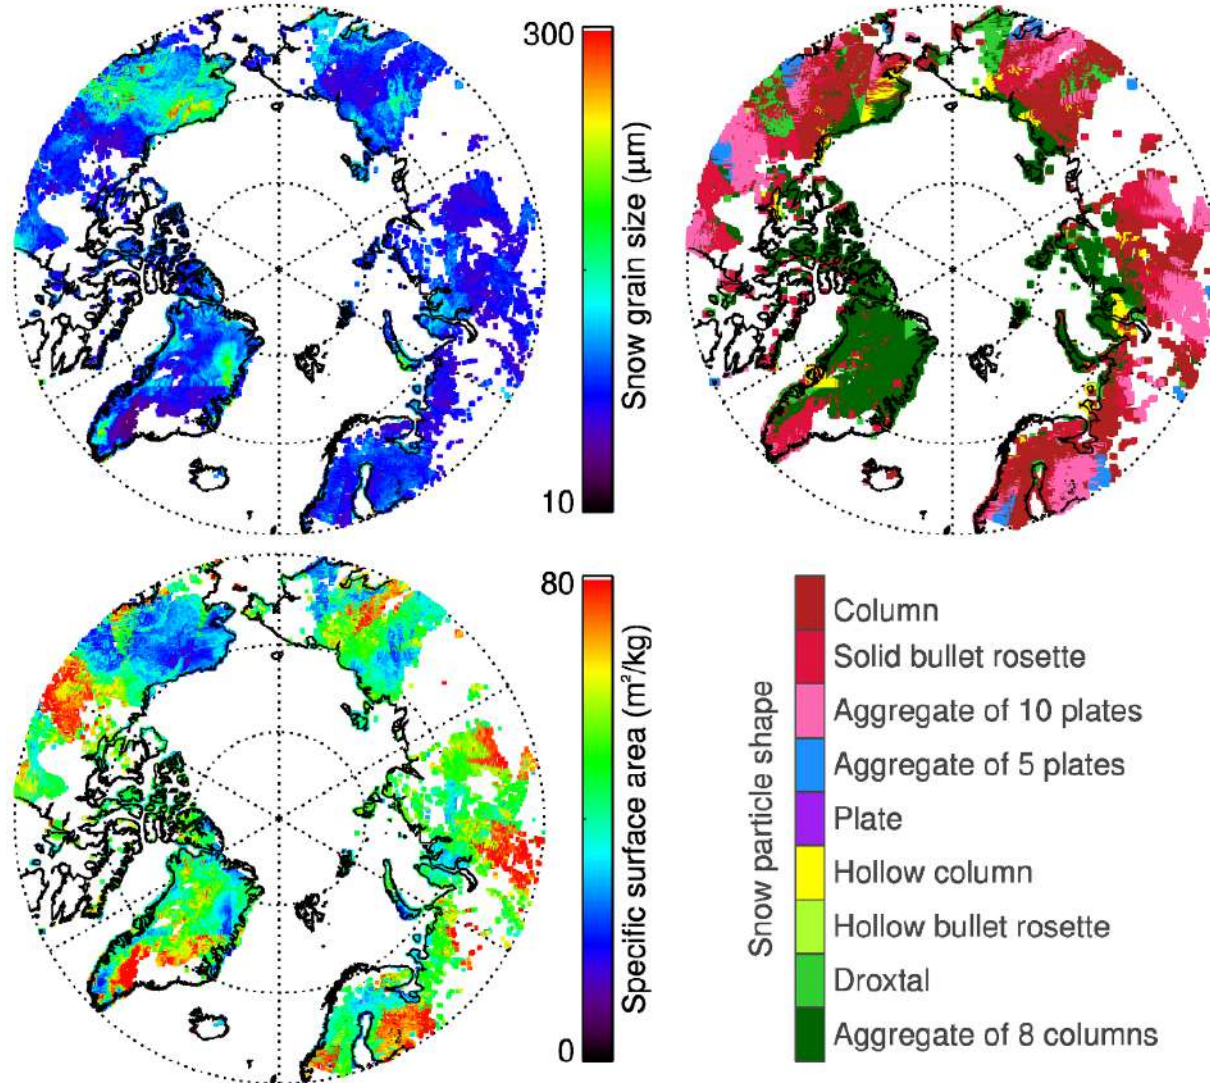 300
Snow grain size (µm)
10
80
Specific surface area (m²/kg)
0
Snow particle shape
Column
Solid bullet rosette
Aggregate of 10 plates
Aggregate of 5 plates
Plate
Hollow column
Hollow bullet rosette
Droxtal
Aggregate of 8 columns